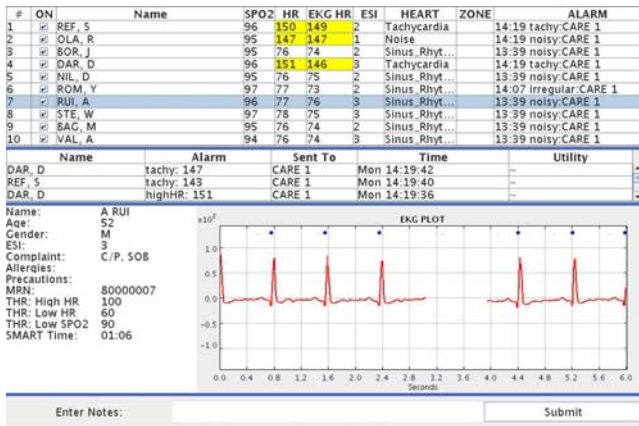 # ON Name SPO2 HR EKG HR ESI HEART ZONE ALARM
1 REF, S 96 150 149 2 Tachycardia 14:19 tachy:CARE 1
2 OLA, R 95 147 147 1 Noise 13:39 noisy:CARE 1
3 BOR, J 95 76 74 2 Sinus_Rhyt... 13:39 noisy:CARE 1
4 DAR, D 96 151 146 3 Tachycardia 14:19 tachy:CARE 1
5 NIL, D 95 76 75 2 Sinus_Rhyt... 13:39 noisy:CARE 1
6 ROM, Y 97 77 73 2 Sinus_Rhyt... 14:07 irregular:CARE 1
7 RUI, A 96 77 76 3 Sinus_Rhyt... 13:39 noisy:CARE 1
8 STE, W 97 78 75 3 Sinus_Rhyt... 13:39 noisy:CARE 1
9 BAG, M 95 76 74 2 Sinus_Rhyt... 13:39 noisy:CARE 1
10 VAL, A 94 76 74 3 Sinus_Rhyt... 13:39 noisy:CARE 1
Name Alarm Sent To Time Utility
DAR, D tachy: 147 CARE 1 Mon 14:19:42 --
REF, S tachy: 143 CARE 1 Mon 14:19:40 --
DAR, D highHR: 151 CARE 1 Mon 14:19:36 --
Name: A RUI
Age: 52
Gender: M
ESI: 3
Complaint: C/P, SOB
Allergies:
Precautions:
MRN: 80000007
THR: High HR 100
THR: Low HR 60
THR: Low SPO2 90
SMART Time: 01:06
EKG PLOT
x10²
1.0
0.5
0.0
-0.5
-1.0
0.0 0.4 0.8 1.2 1.6 2.0 2.4 2.8 3.2 3.6 4.0 4.4 4.8 5.2 5.6 6.0
Seconds
Enter Notes: Submit